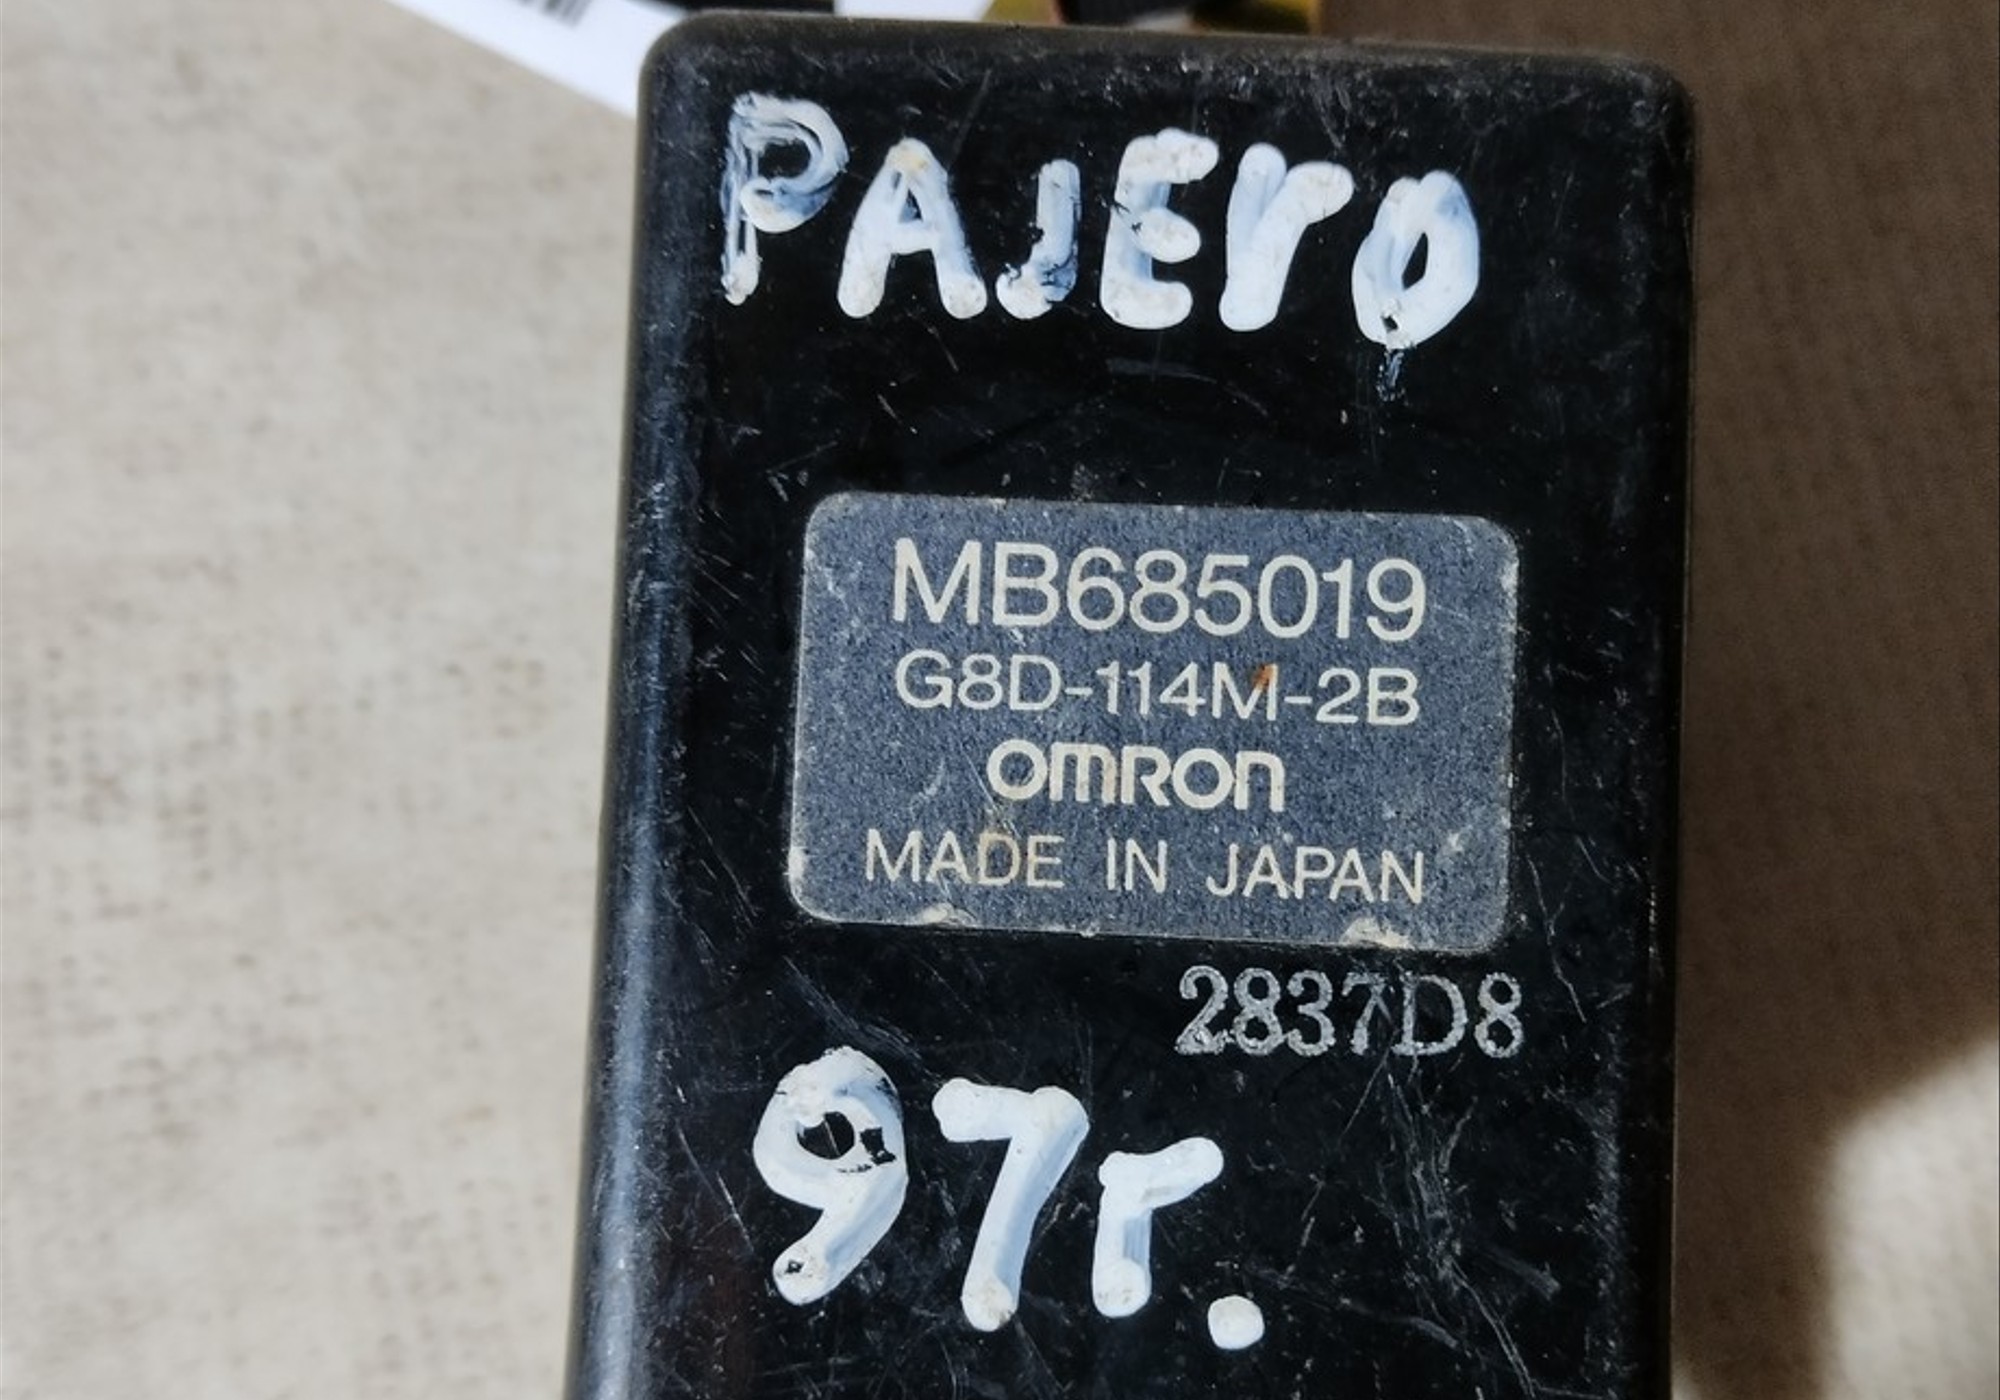 PAJERO
MB685019
G8D-114M-2B
omron
MADE IN JAPAN
2837D8
97г.